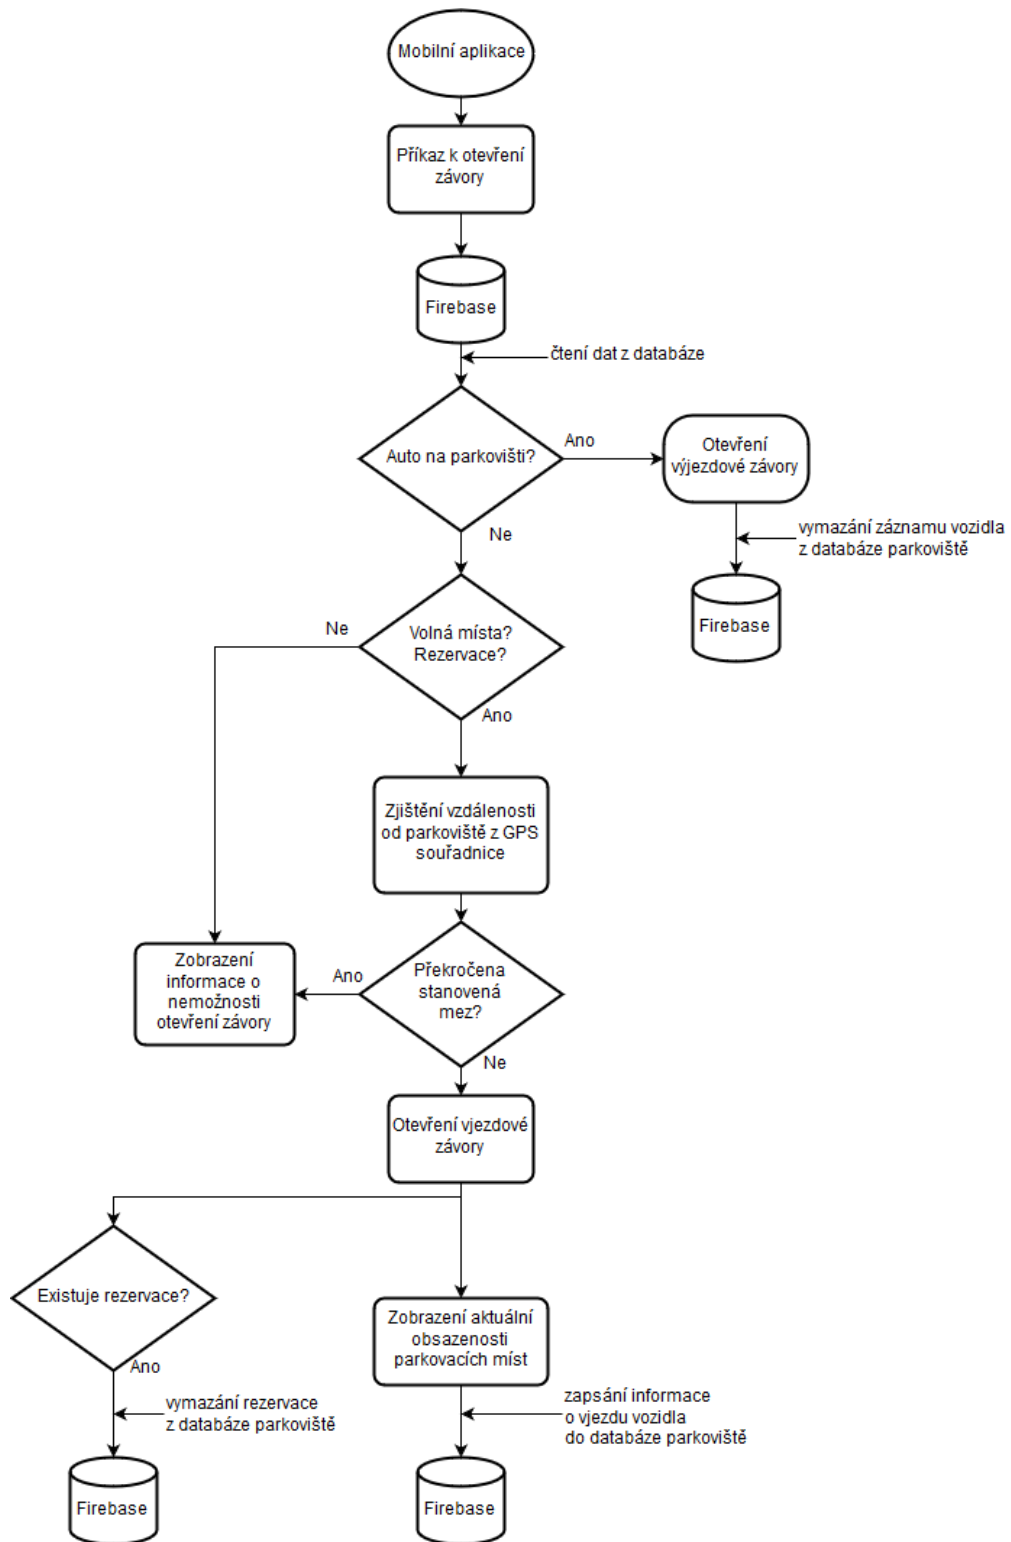 Mobilní aplikace
Příkaz k otevření
závory
Firebase
čtení dat z databáze
Auto na parkovišti?
Ano
Otevření
výjezdové závory
Ne
vymazání záznamu vozidla
z databáze parkoviště
Firebase
Ne
Volná místa?
Rezervace?
Ano
Zjištění vzdálenosti
od parkoviště z GPS
souřadnice
Zobrazení
informace o
nemožnosti
otevření závory
Ano
Překročena
stanovená
mez?
Ne
Otevření vjezdové
závory
Existuje rezervace?
Zobrazení aktuální
obsazenosti
parkovacích míst
Ano
vymazání rezervace
z databáze parkoviště
zapsání informace
o vjezdu vozidla
do databáze parkoviště
Firebase
Firebase